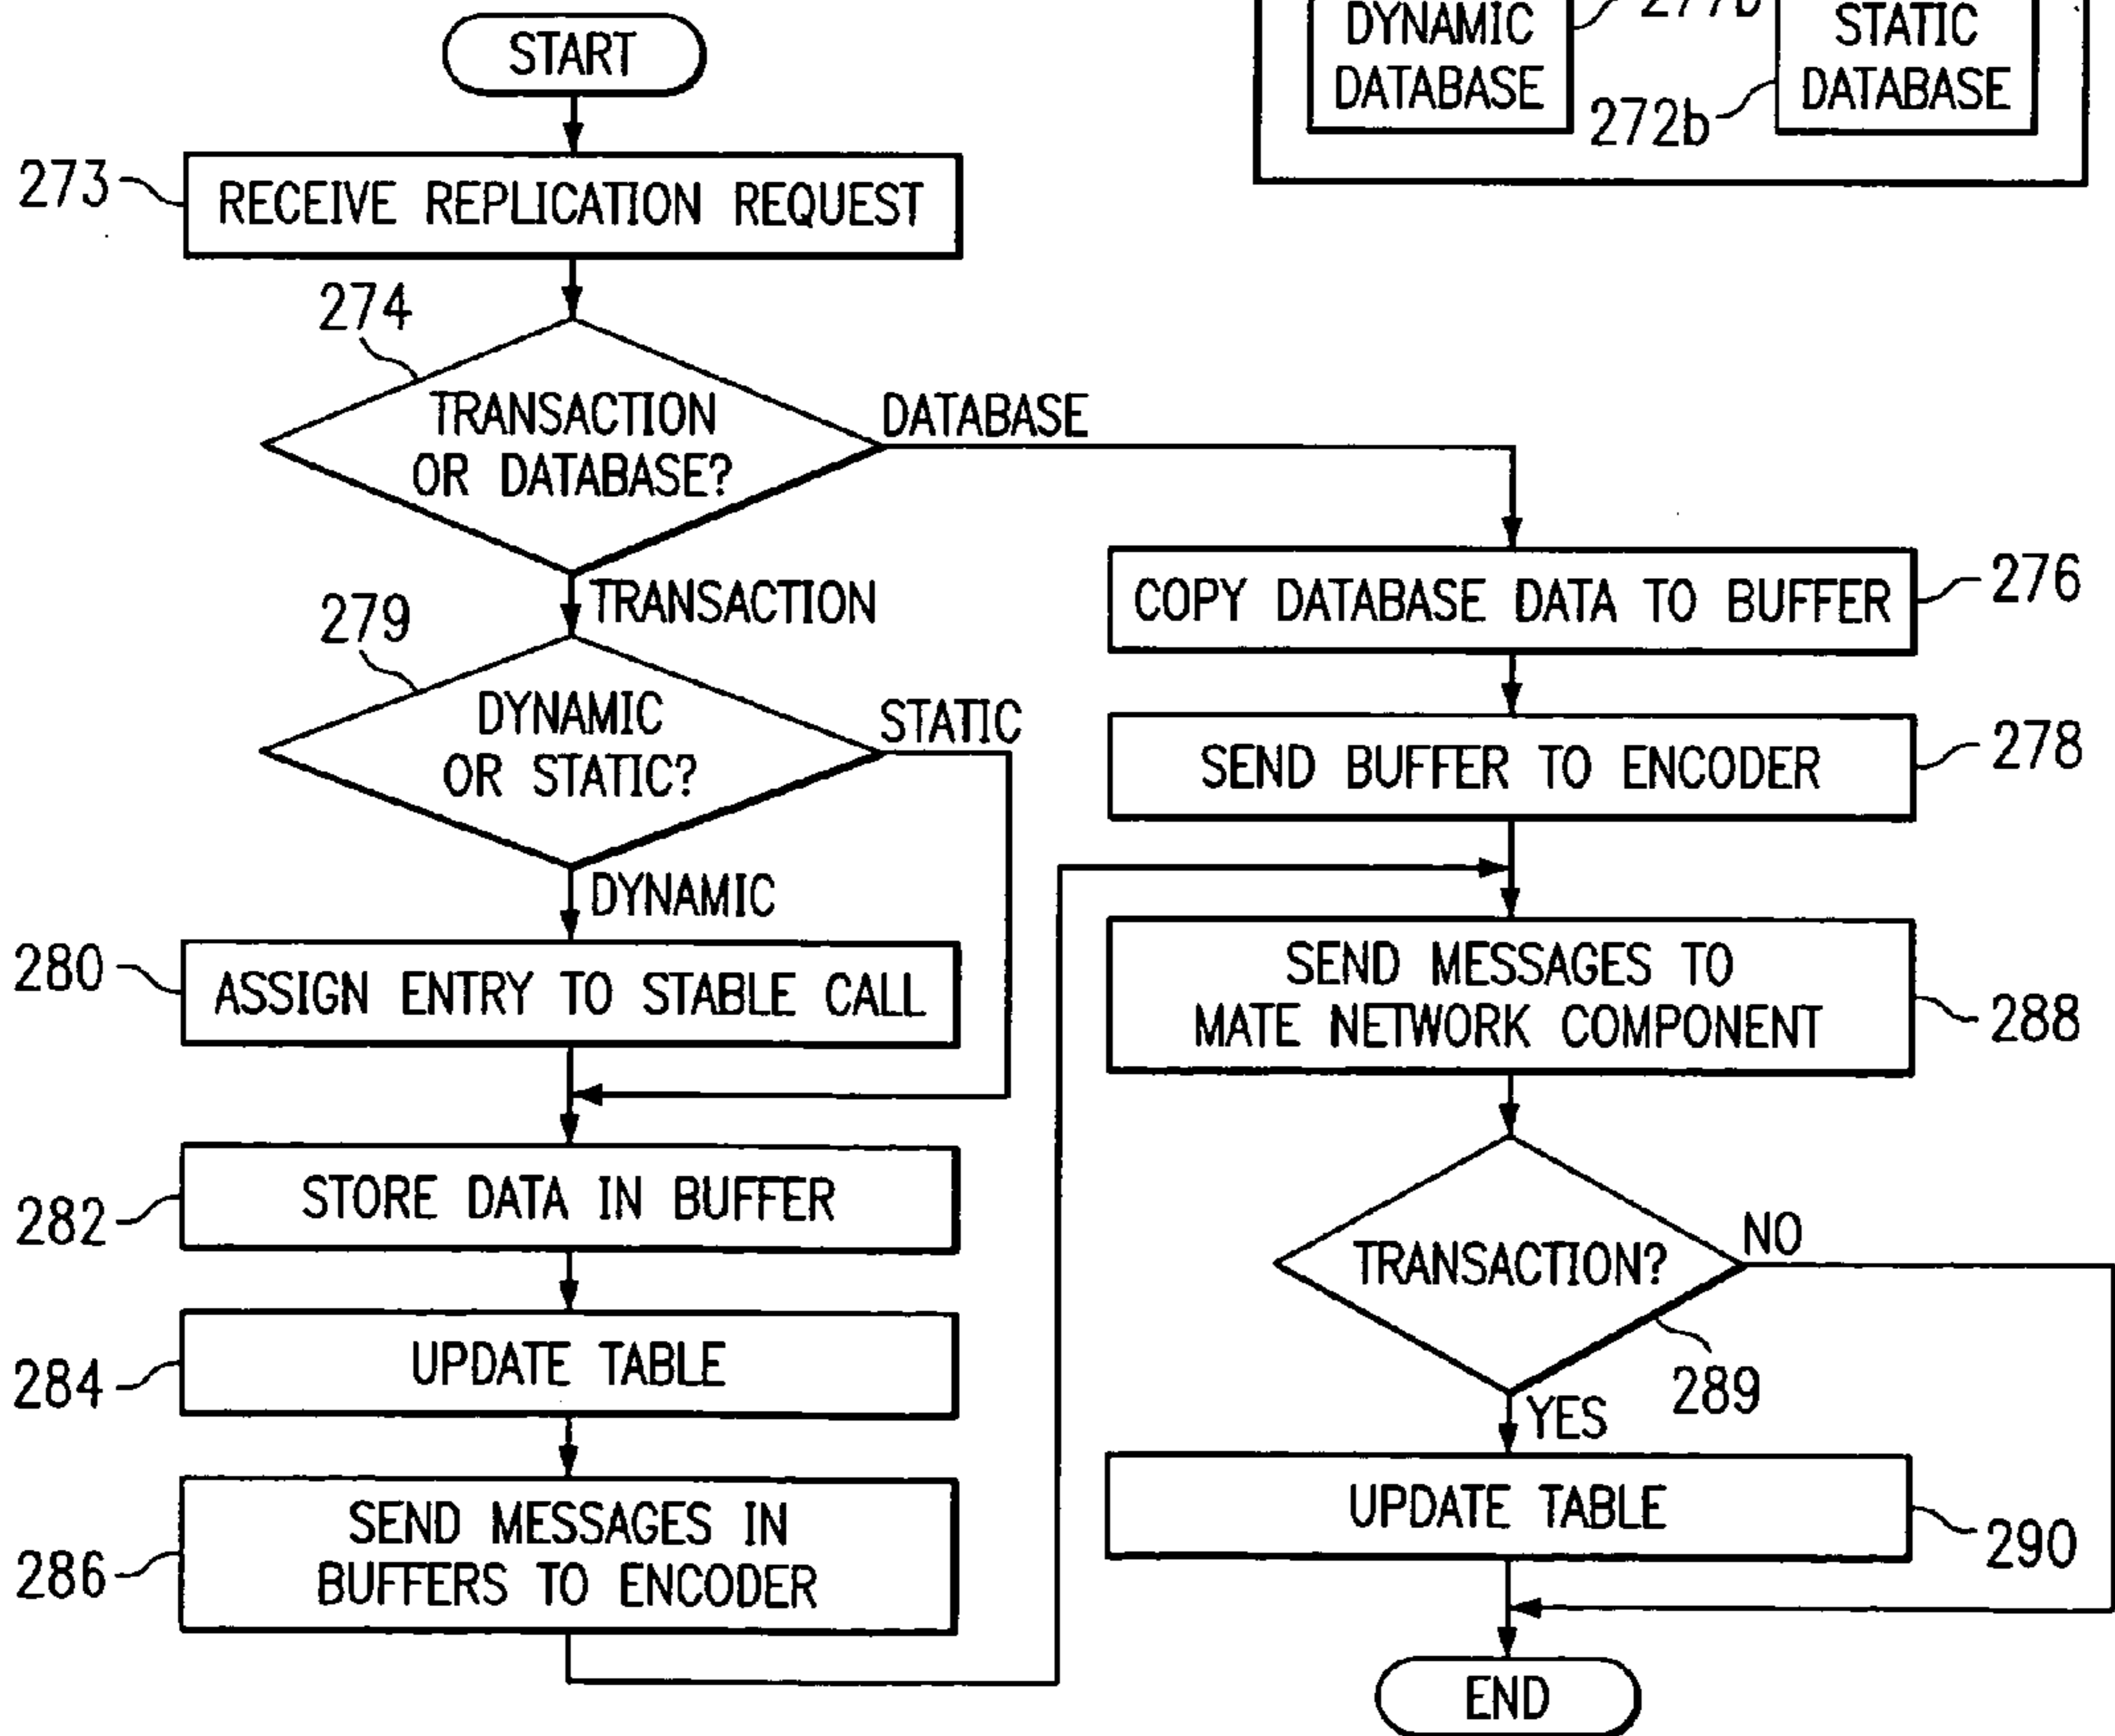 START
277b
DYNAMIC
DATABASE
272b
STATIC
DATABASE
273
RECEIVE REPLICATION REQUEST
274
TRANSACTION
OR DATABASE?
DATABASE
TRANSACTION
279
DYNAMIC
OR STATIC?
STATIC
DYNAMIC
280
ASSIGN ENTRY TO STABLE CALL
282
STORE DATA IN BUFFER
284
UPDATE TABLE
286
SEND MESSAGES IN
BUFFERS TO ENCODER
COPY DATABASE DATA TO BUFFER
276
SEND BUFFER TO ENCODER
278
SEND MESSAGES TO
MATE NETWORK COMPONENT
288
TRANSACTION?
NO
289
YES
UPDATE TABLE
290
END